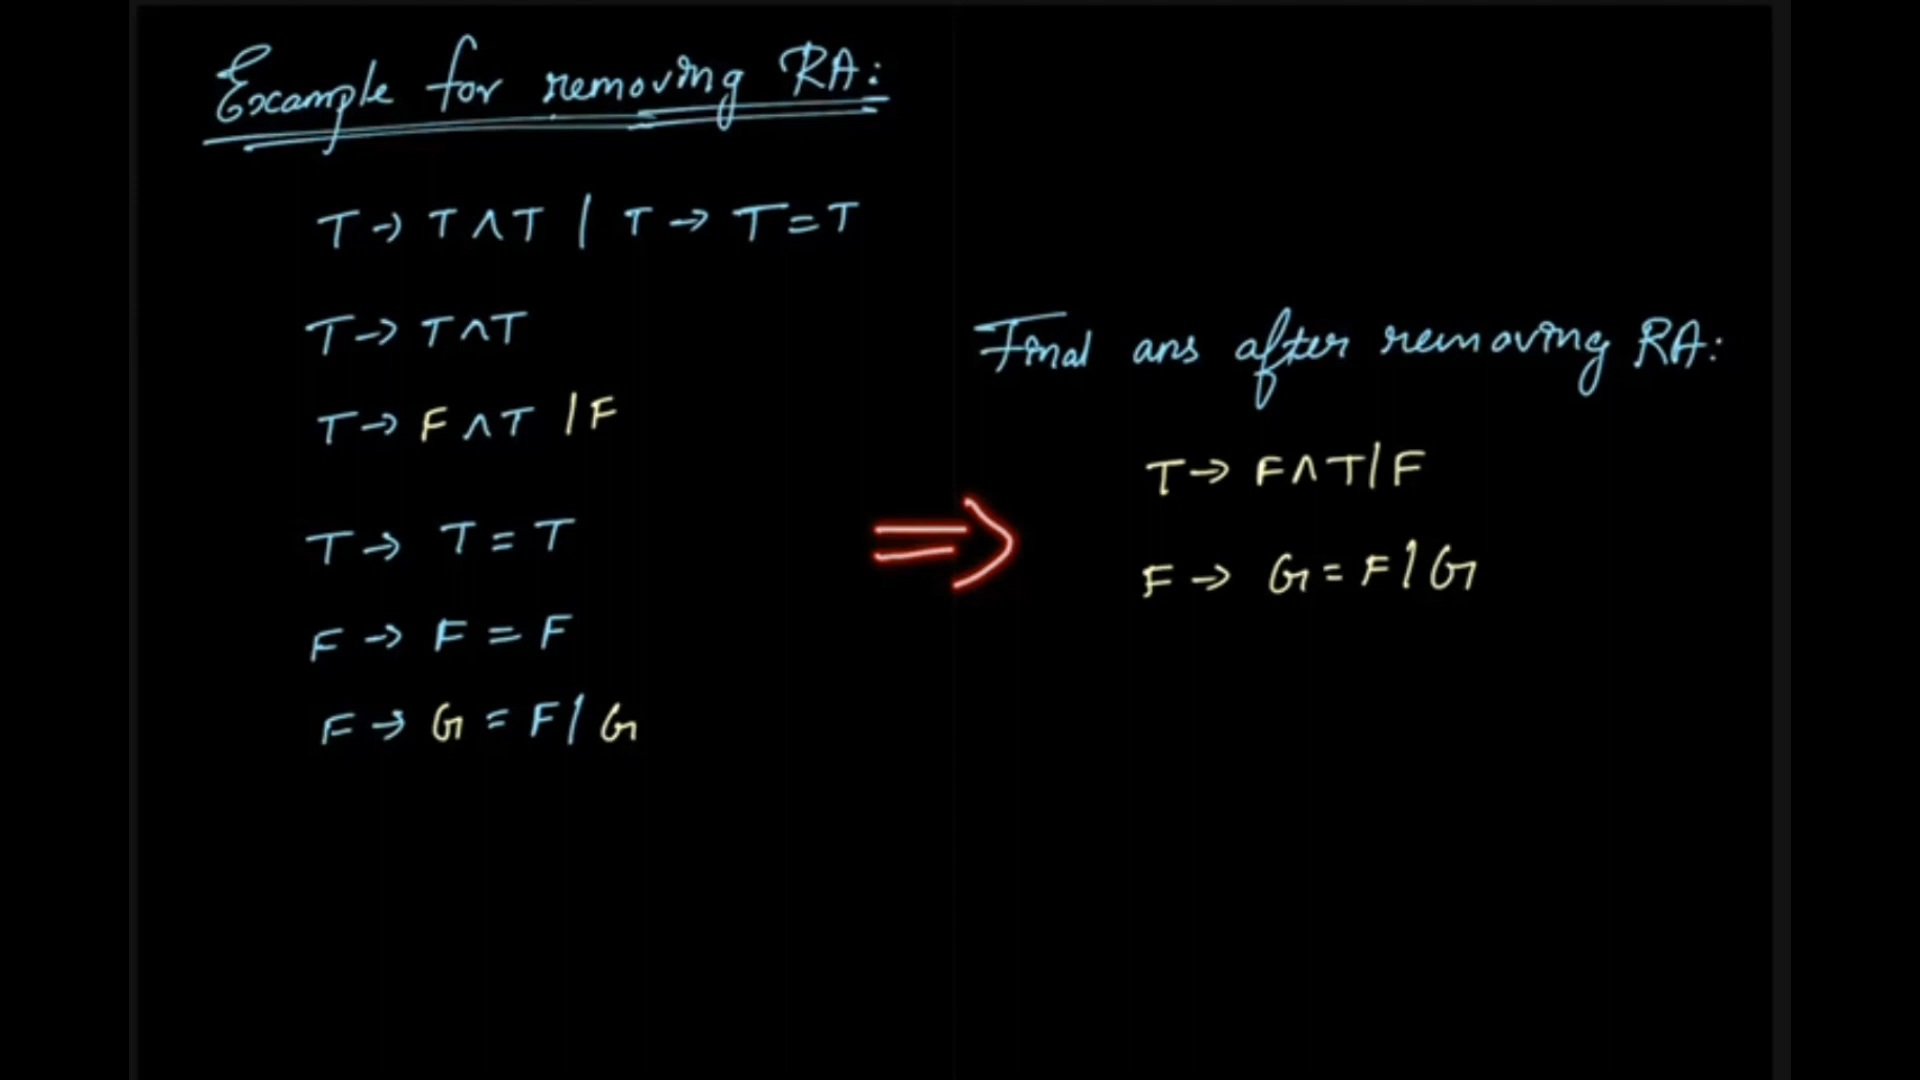 Example for removing RA:
T → T ∧ T | T → T = T
T → T ∧ T
T → F ∧ T | F
T → T = T
F → F = F
F → G = F | G
⇒
Final ans after removing RA:
T → F ∧ T | F
F → G = F | G